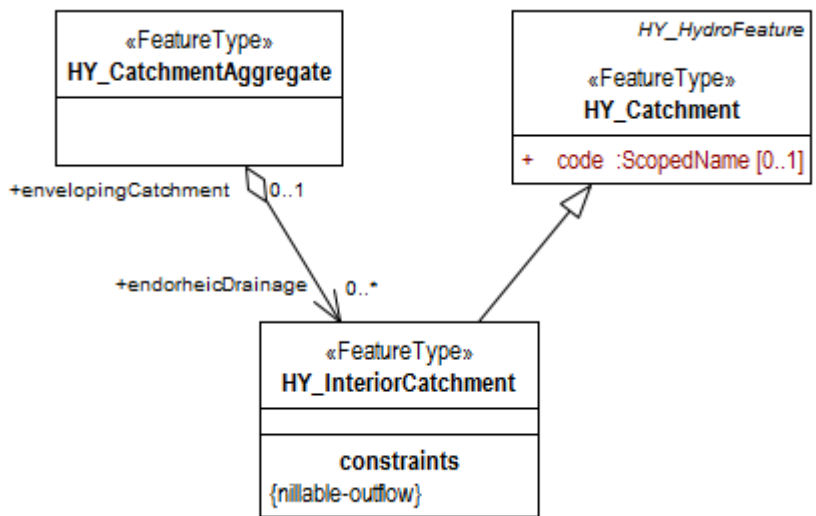 «FeatureType»
HY_CatchmentAggregate
HY_HydroFeature
«FeatureType»
HY_Catchment
+ code :ScopedName [0..1]
+envelopingCatchment
0..1
+endorheicDrainage
0..*
«FeatureType»
HY_InteriorCatchment
constraints
{nillable-outflow}